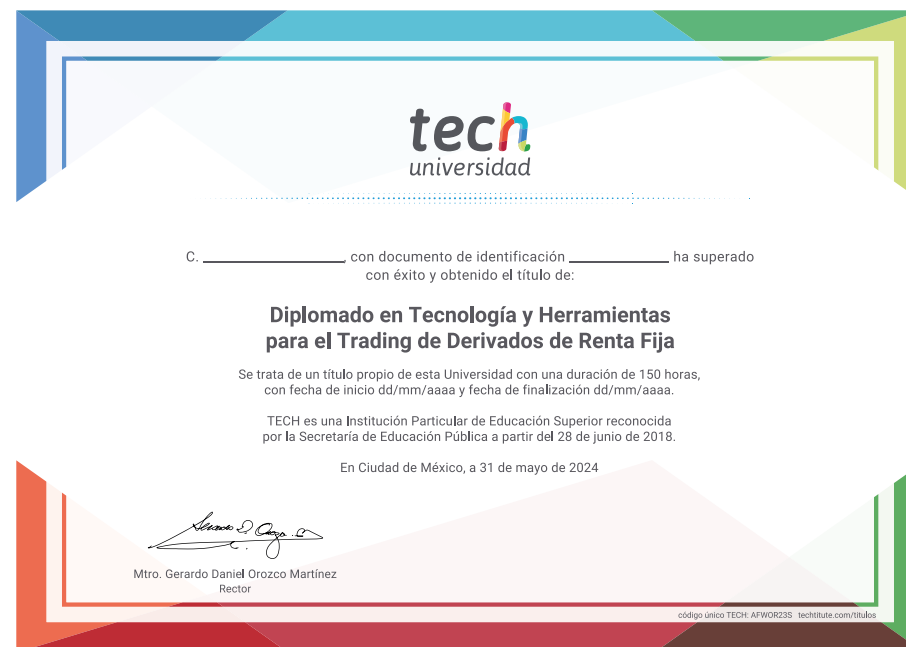 tech
universidad
C. ____________, con documento de identificación ____________ ha superado
con éxito y obtenido el título de:
Diplomado en Tecnología y Herramientas
para el Trading de Derivados de Renta Fija
Se trata de un título propio de esta Universidad con una duración de 150 horas,
con fecha de inicio dd/mm/aaaa y fecha de finalización dd/mm/aaaa.
TECH es una Institución Particular de Educación Superior reconocida
por la Secretaría de Educación Pública a partir del 28 de junio de 2018.
En Ciudad de México, a 31 de mayo de 2024
Mtro. Gerardo Daniel Orozco Martínez
Rector
código único TECH: AFWOR23S techtitute.com/titulos